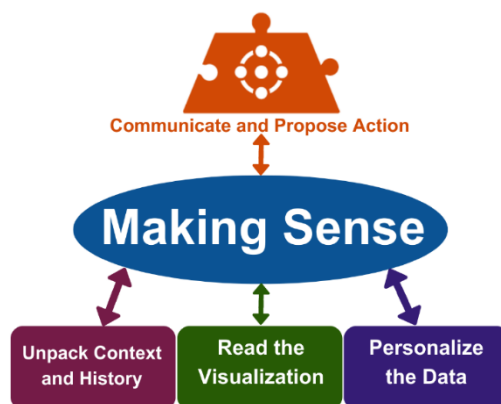 Communicate and Propose Action
Making Sense
Unpack Context
and History
Read the
Visualization
Personalize
the Data